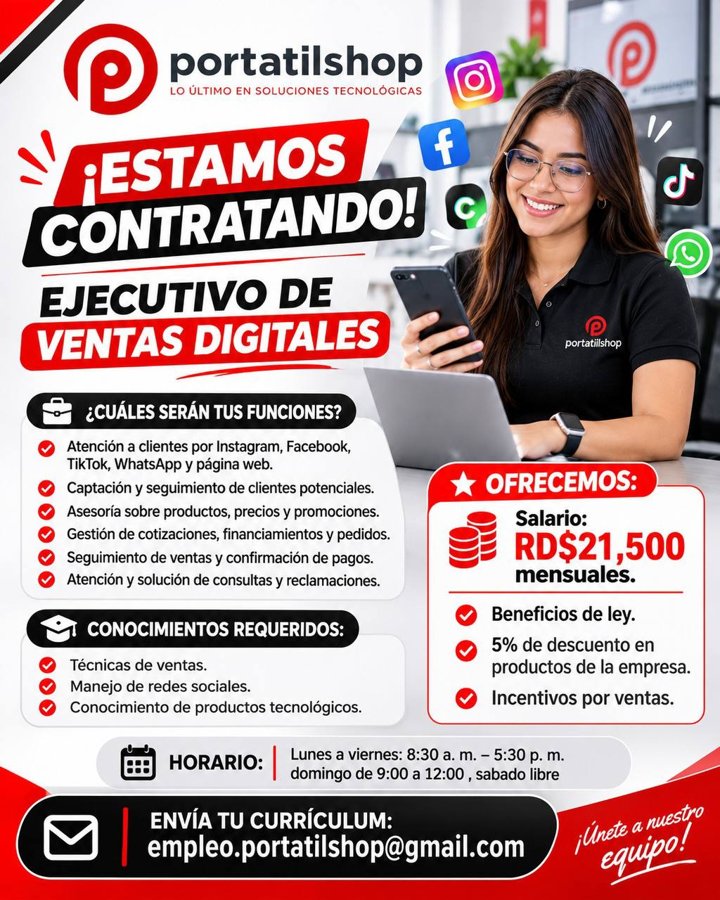 portatilshop
LO ÚLTIMO EN SOLUCIONES TECNOLÓGICAS
¡ESTAMOS
CONTRATANDO!
EJECUTIVO DE
VENTAS DIGITALES
portatillshop
¿CUÁLES SERÁN TUS FUNCIONES?
Atención a clientes por Instagram, Facebook,
TikTok, WhatsApp y página web.
Captación y seguimiento de clientes potenciales.
Asesoría sobre productos, precios y promociones.
Gestión de cotizaciones, financiamientos y pedidos.
Seguimiento de ventas y confirmación de pagos.
Atención y solución de consultas y reclamaciones.
CONOCIMIENTOS REQUERIDOS:
Técnicas de ventas.
Manejo de redes sociales.
Conocimiento de productos tecnológicos.
OFRECEMOS:
Salario:
RD$21,500
mensuales.
Beneficios de ley.
5% de descuento en
productos de la empresa.
Incentivos por ventas.
HORARIO:
Lunes a viernes: 8:30 a. m. – 5:30 p. m.
domingo de 9:00 a 12:00 , sabado libre
ENVÍA TU CURRÍCULUM:
empleo.portatilshop@gmail.com
¡Únete a nuestro
equipo!